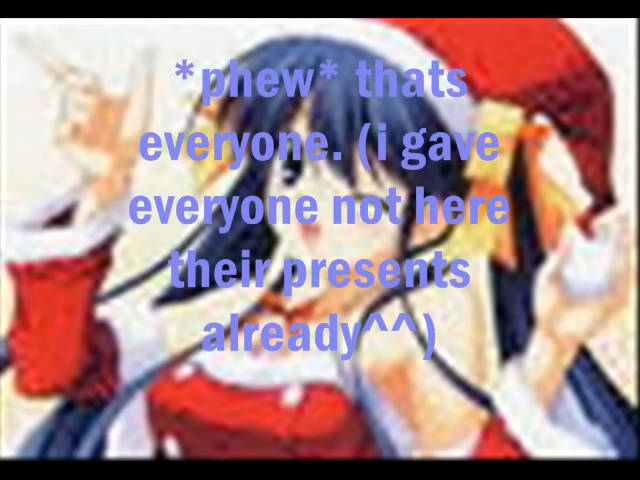 *phew* thats
everyone. (i gave
everyone not here
their presents
already^^)